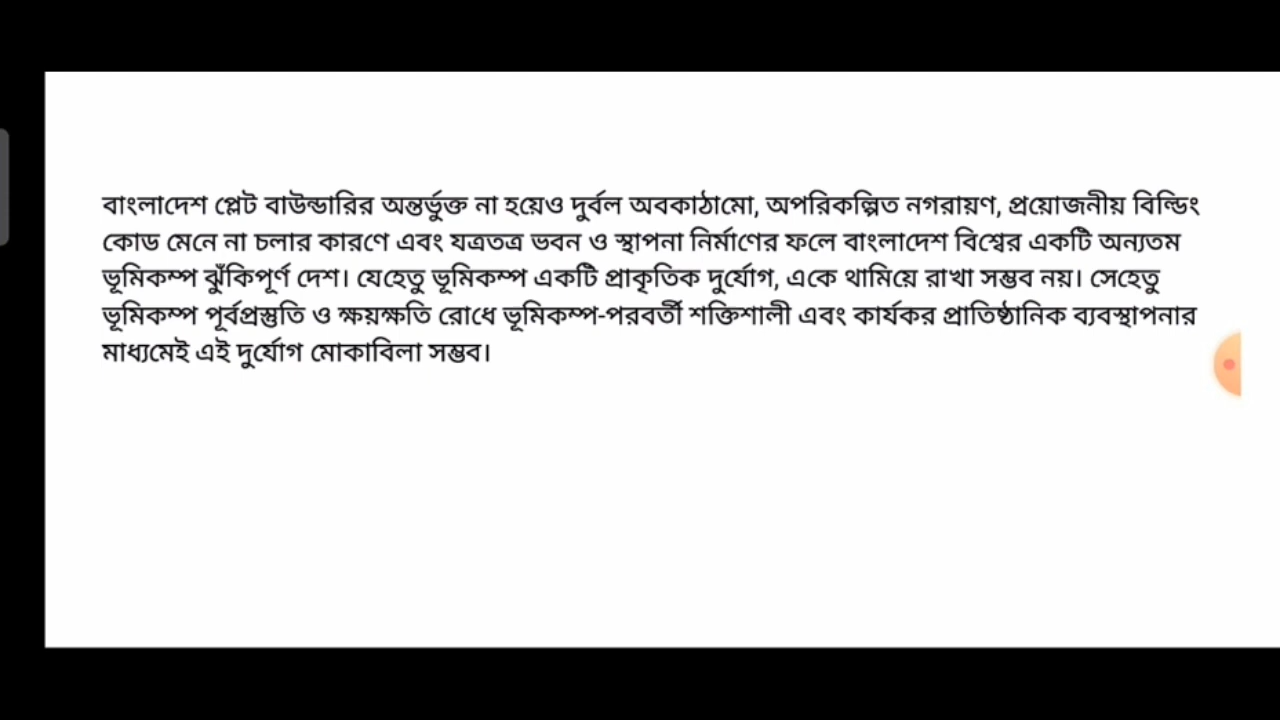 বাংলাদেশ প্লেট বাউন্ডারির অন্তর্ভুক্ত না হয়েও দুর্বল অবকাঠামো, অপরিকল্পিত নগরায়ণ, প্রয়োজনীয় বিল্ডিং
কোড মেনে না চলার কারণে এবং যত্রতত্র ভবন ও স্থাপনা নির্মাণের ফলে বাংলাদেশ বিশ্বের একটি অন্যতম
ভূমিকম্প ঝুঁকিপূর্ণ দেশ। যেহেতু ভূমিকম্প একটি প্রাকৃতিক দুর্যোগ, একে থামিয়ে রাখা সম্ভব নয়। সেহেতু
ভূমিকম্প পূর্বপ্রস্তুতি ও ক্ষয়ক্ষতি রোধে ভূমিকম্প-পরবর্তী শক্তিশালী এবং কার্যকর প্রাতিষ্ঠানিক ব্যবস্থাপনার
মাধ্যমেই এই দুর্যোগ মোকাবিলা সম্ভব।